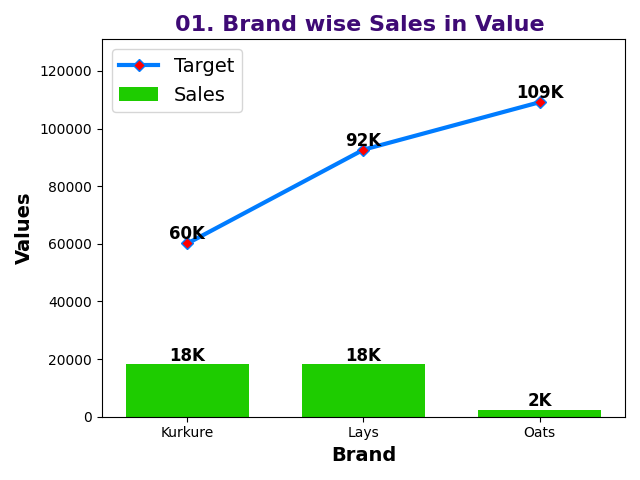 01. Brand wise Sales in Value
Target
Sales
Values
120000
100000
80000
60000
40000
20000
0
60K
92K
109K
18K
18K
2K
Kurkure
Lays
Oats
Brand